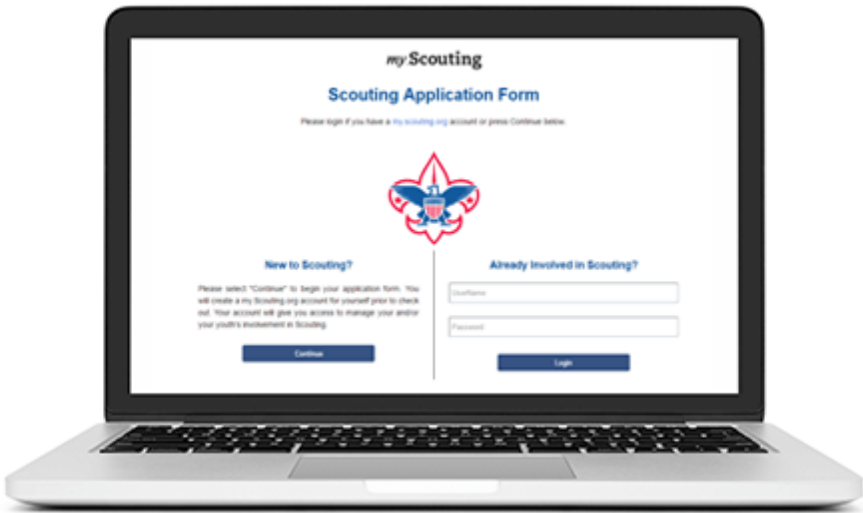 my Scouting
Scouting Application Form
Please login if you have a my.scouting.org account or press Continue below.
New to Scouting?
Please select "Continue" to begin your application form. You
will create a my.Scouting.org account for yourself prior to check
out. Your account will give you access to manage your and/or
your youth's involvement in Scouting.
Continue
Already Involved in Scouting?
UserName
Password
Login